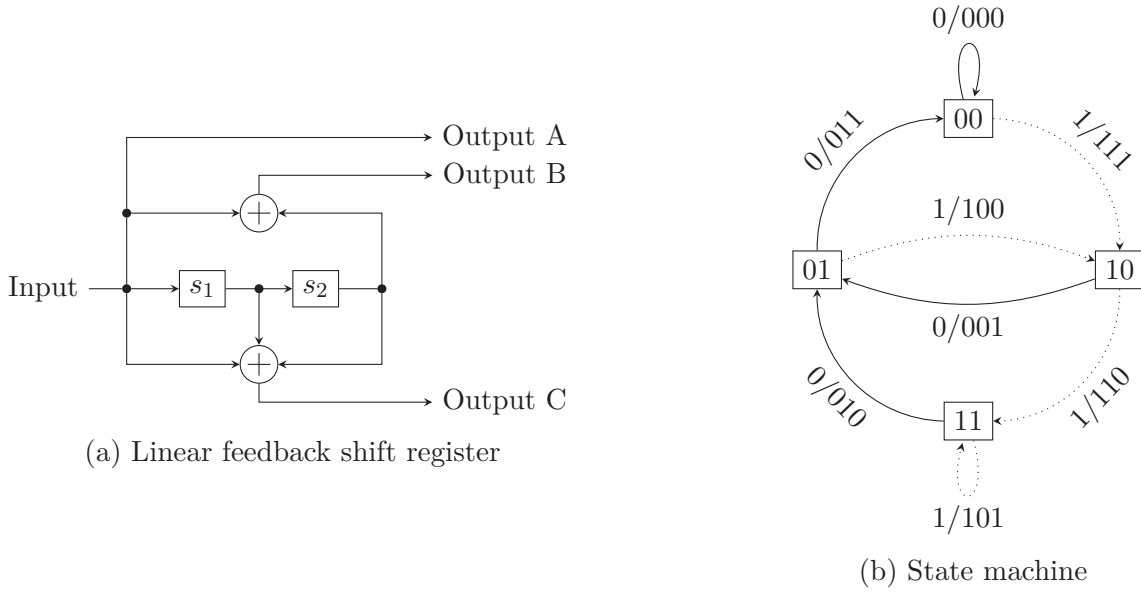 Output A
Output B
Input
s₁
s₂
Output C
(a) Linear feedback shift register
0/000
00
0/011
1/111
1/100
01
10
0/001
0/010
1/110
11
1/101
(b) State machine